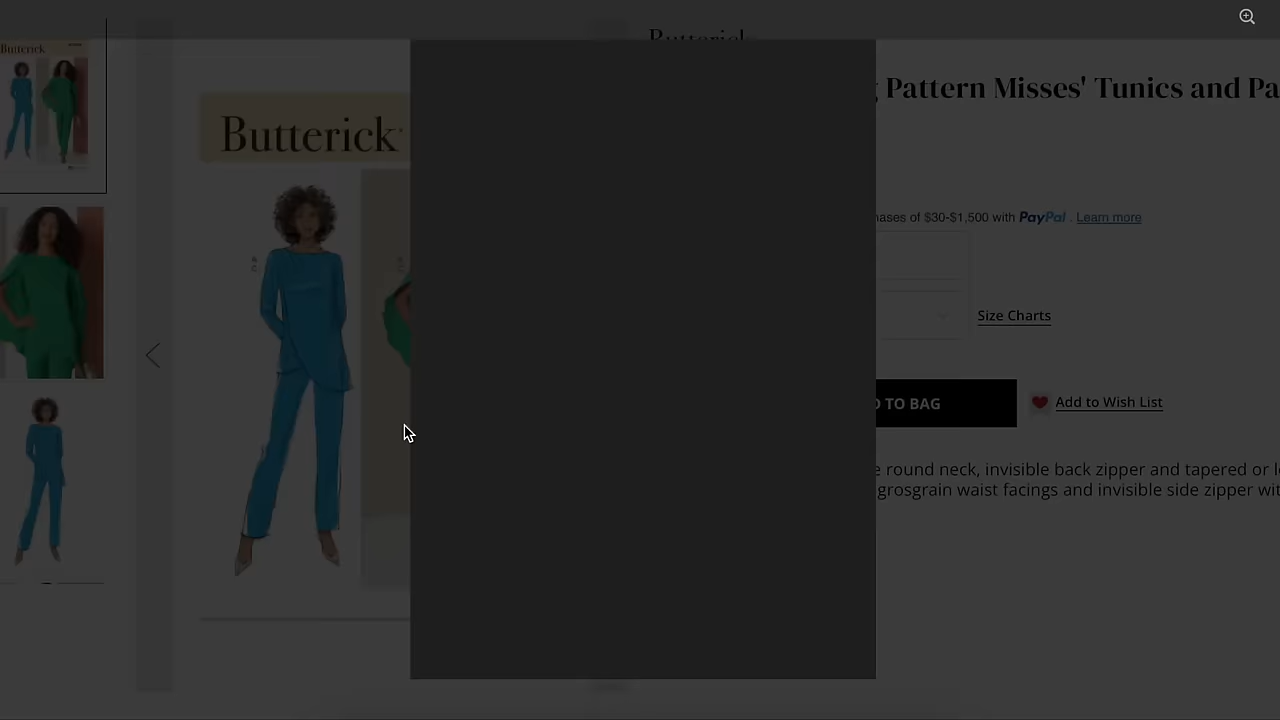 Butterick
Butterick
g Pattern Misses' Tunics and Pa
Butterick
hases of $30-$1,500 with PayPal . Learn more
Size Charts
D TO BAG
Add to Wish List
e round neck, invisible back zipper and tapered or l
grosgrain waist facings and invisible side zipper wit